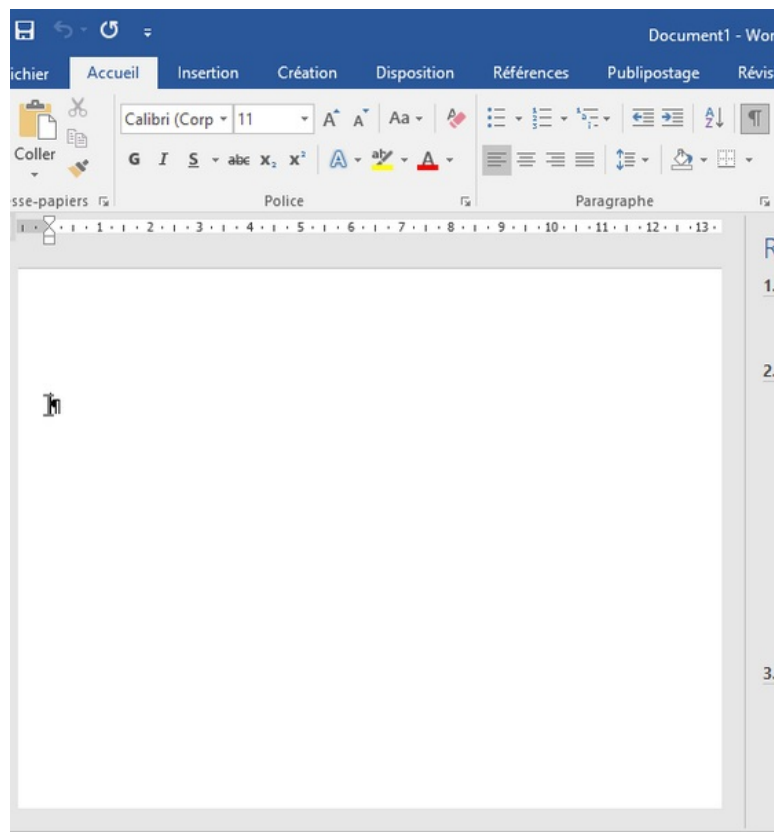 Document1 - Wor
ichier Accueil Insertion Création Disposition Références Publipostage Révis
Calibri (Corp 11 A A Aa
Coller G I S abc X₂ X² A aby A
sse-papiers Police Paragraphe
1 2 3 4 5 6 7 8 9 10 11 12 13
R
1.
2.
¶
3.